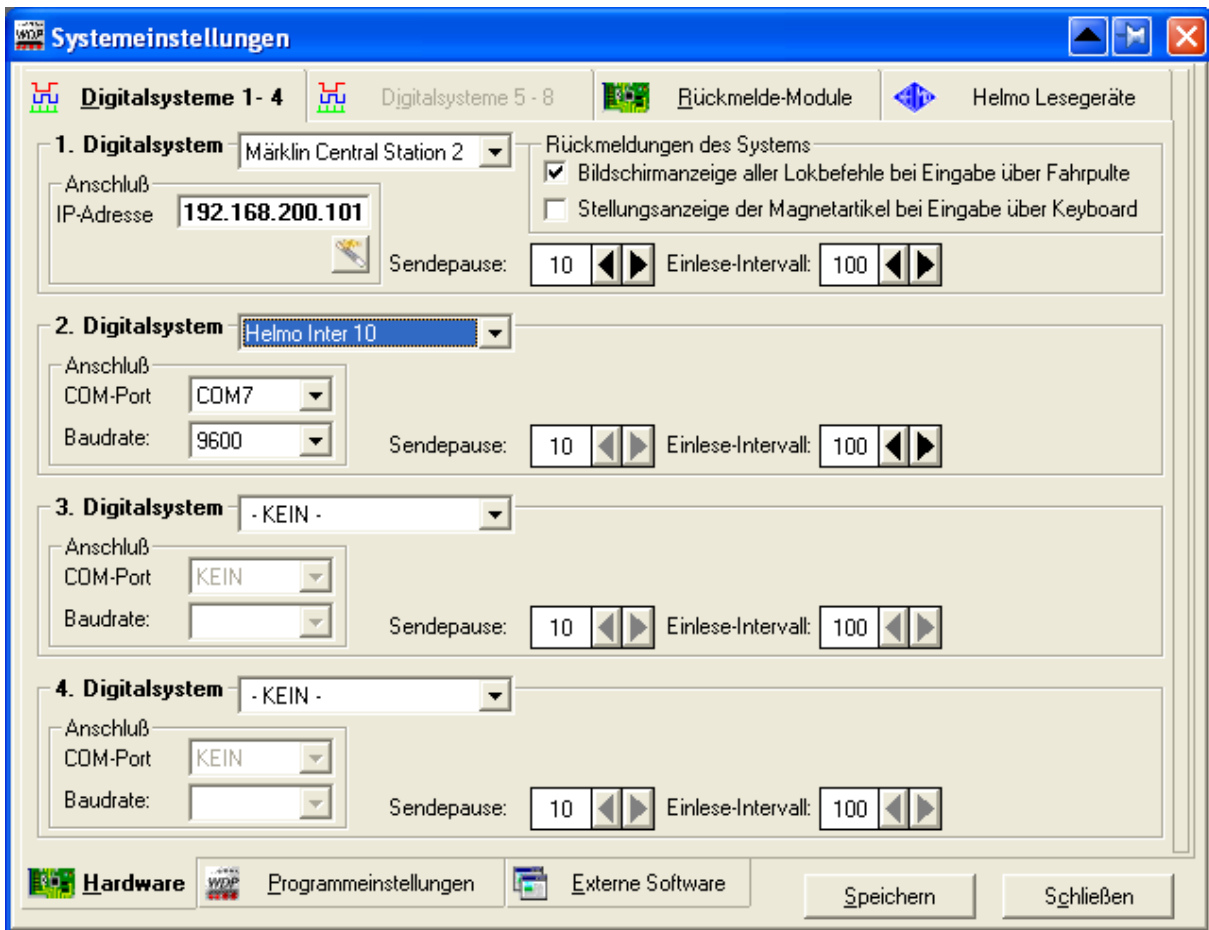 WDP Systemeinstellungen
Digitalsysteme 1- 4 Digitalsysteme 5 - 8 Rückmelde-Module Helmo Lesegeräte
1. Digitalsystem Märklin Central Station 2
Rückmeldungen des Systems
Bildschirmanzeige aller Lokbefehle bei Eingabe über Fahrpulte
Stellungsanzeige der Magnetartikel bei Eingabe über Keyboard
Anschluß
IP-Adresse 192.168.200.101
Sendepause: 10 Einlese-Intervall: 100
2. Digitalsystem Helmo Inter 10
Anschluß
COM-Port COM7
Baudrate: 9600
Sendepause: 10 Einlese-Intervall: 100
3. Digitalsystem - KEIN -
Anschluß
COM-Port KEIN
Baudrate:
Sendepause: 10 Einlese-Intervall: 100
4. Digitalsystem - KEIN -
Anschluß
COM-Port KEIN
Baudrate:
Sendepause: 10 Einlese-Intervall: 100
Hardware WDP Programmeinstellungen Externe Software
Speichern Schließen